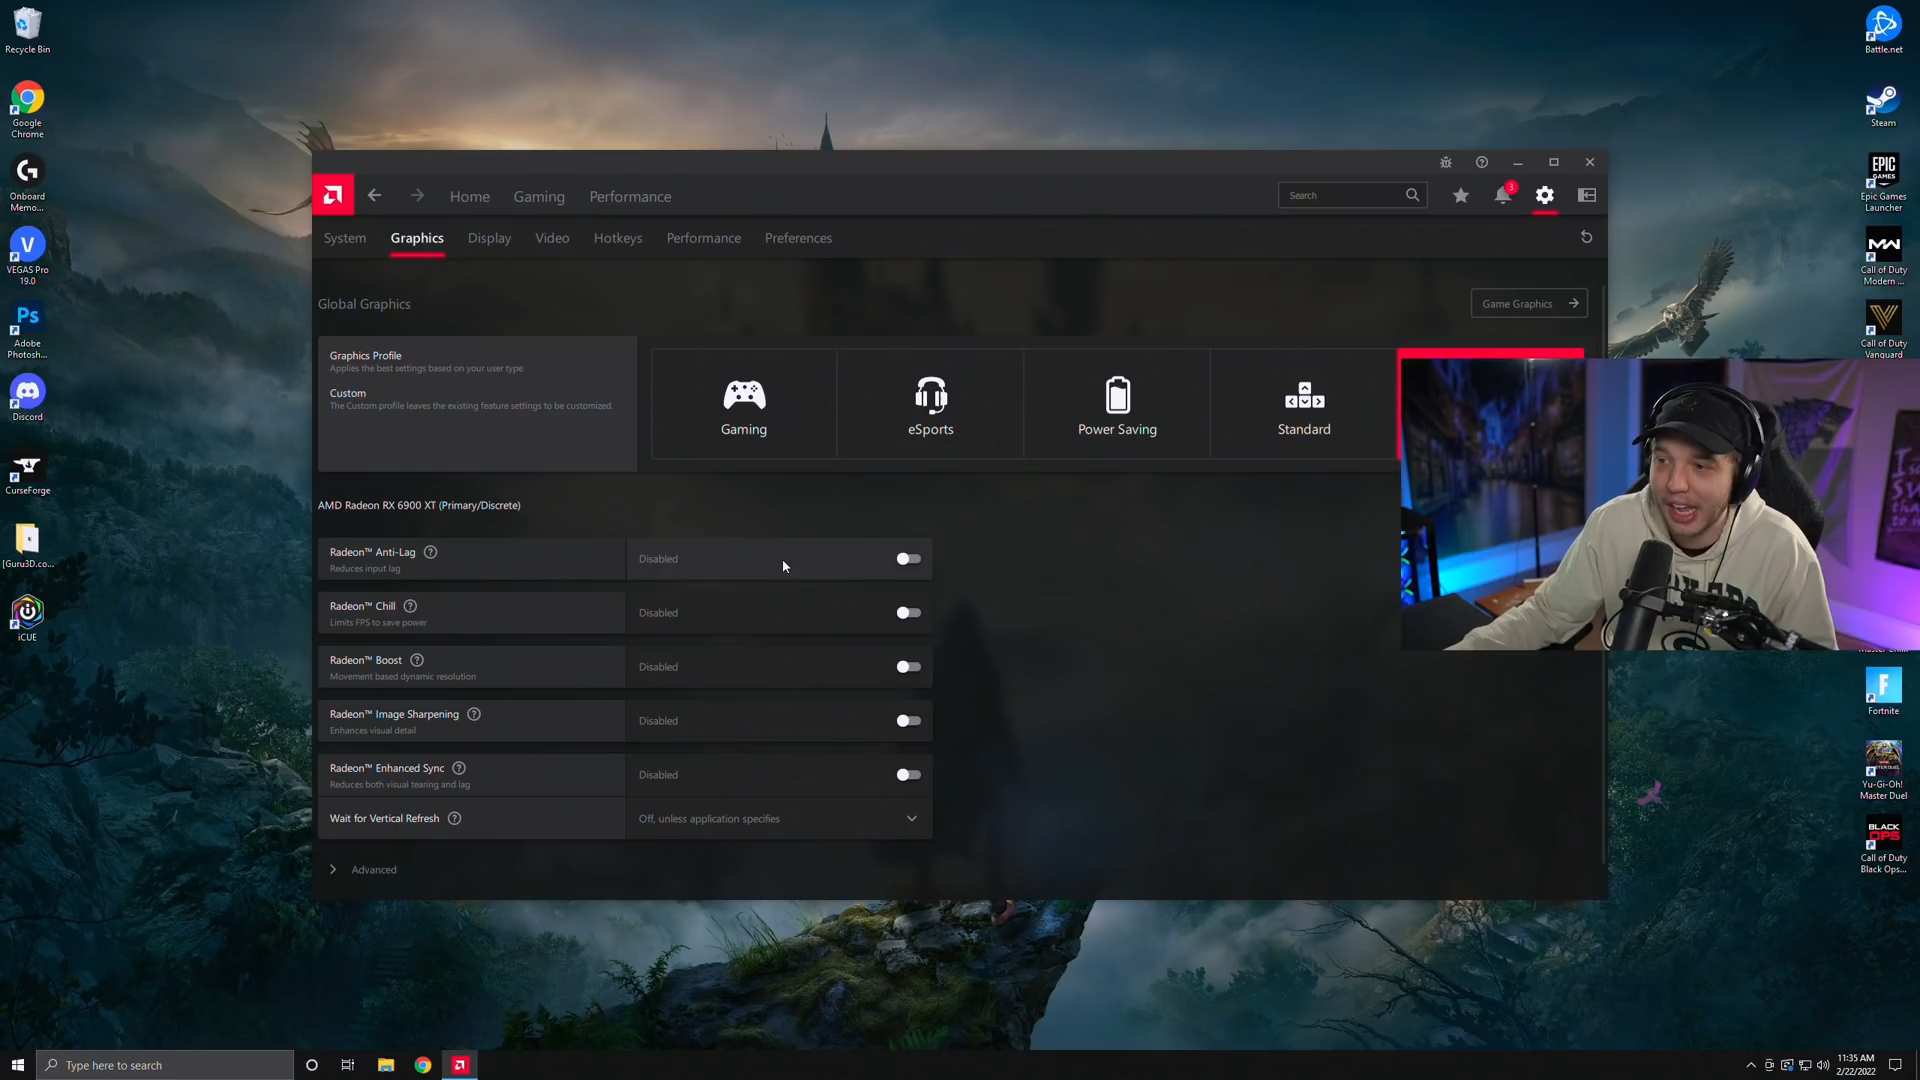 Recycle Bin
Google
Chrome
Onboard
Memo...
VEGAS Pro
19.0
Ps
Adobe
Photosh...
Discord
CurseForge
[Guru3D.co...
iCUE
Home
Gaming
Performance
Search
3
System
Graphics
Display
Video
Hotkeys
Performance
Preferences
Global Graphics
Game Graphics
Graphics Profile
Applies the best settings based on your user type.
Custom
The Custom profile leaves the existing feature settings to be customized.
Gaming
eSports
Power Saving
Standard
AMD Radeon RX 6900 XT (Primary/Discrete)
Radeon™ Anti-Lag
Reduces input lag
Disabled
Radeon™ Chill
Limits FPS to save power
Disabled
Radeon™ Boost
Movement based dynamic resolution
Disabled
Radeon™ Image Sharpening
Enhances visual detail
Disabled
Radeon™ Enhanced Sync
Reduces both visual tearing and lag
Disabled
Wait for Vertical Refresh
Off, unless application specifies
Advanced
Battle.net
Steam
EPIC
GAMES
Epic Games
Launcher
MW
Call of Duty
Modern ...
V
Call of Duty
Vanguard
Fortnite
Yu-Gi-Oh!
Master Duel
BLACK
OPS
Call of Duty
Black Ops...
Type here to search
11:35 AM
2/22/2022